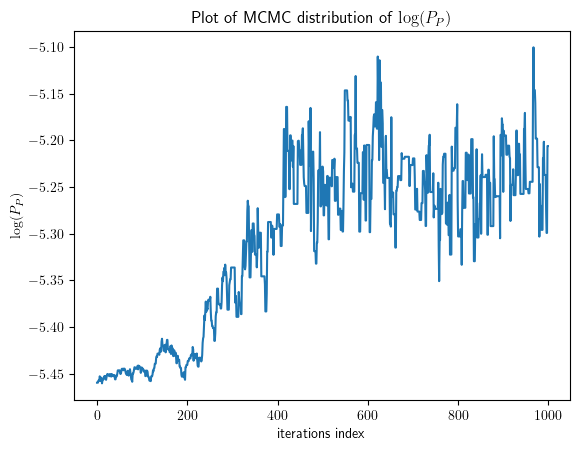 Plot of MCMC distribution of log(P_P)
log(P_P)
−5.10
−5.15
−5.20
−5.25
−5.30
−5.35
−5.40
−5.45
0 200 400 600 800 1000
iterations index